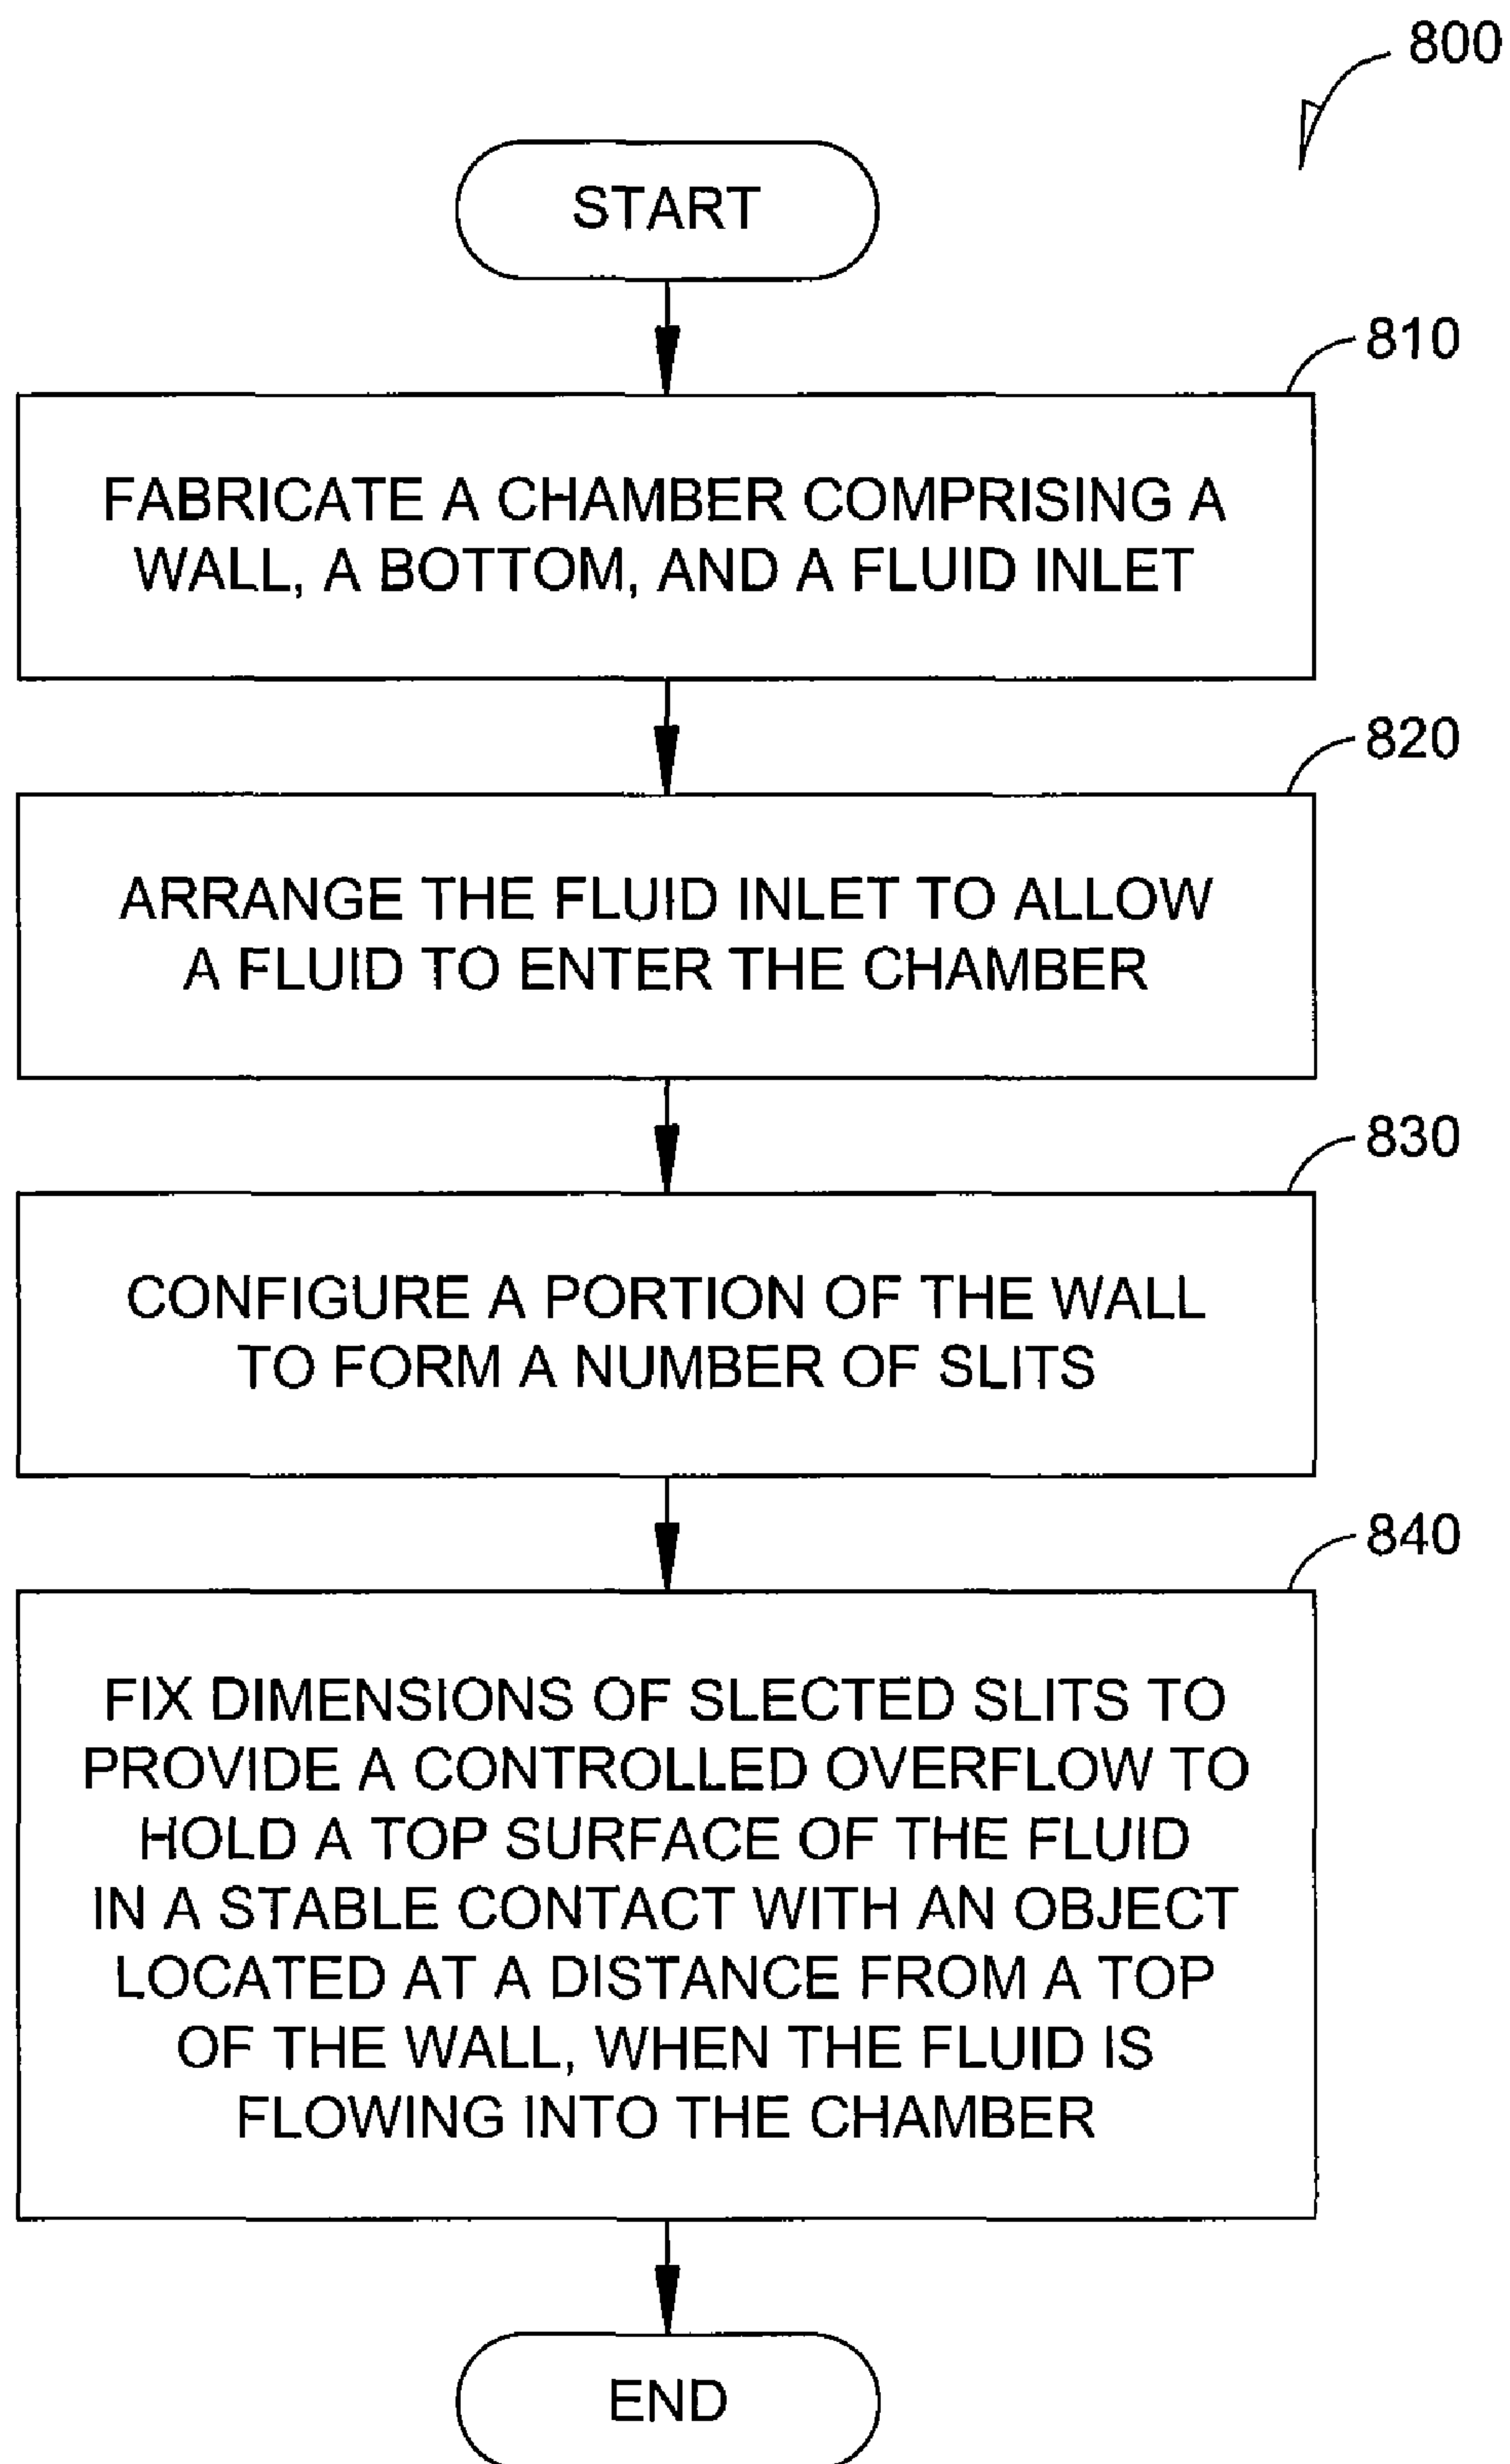 800
START
810
FABRICATE A CHAMBER COMPRISING A
WALL, A BOTTOM, AND A FLUID INLET
820
ARRANGE THE FLUID INLET TO ALLOW
A FLUID TO ENTER THE CHAMBER
830
CONFIGURE A PORTION OF THE WALL
TO FORM A NUMBER OF SLITS
840
FIX DIMENSIONS OF SLECTED SLITS TO
PROVIDE A CONTROLLED OVERFLOW TO
HOLD A TOP SURFACE OF THE FLUID
IN A STABLE CONTACT WITH AN OBJECT
LOCATED AT A DISTANCE FROM A TOP
OF THE WALL, WHEN THE FLUID IS
FLOWING INTO THE CHAMBER
END